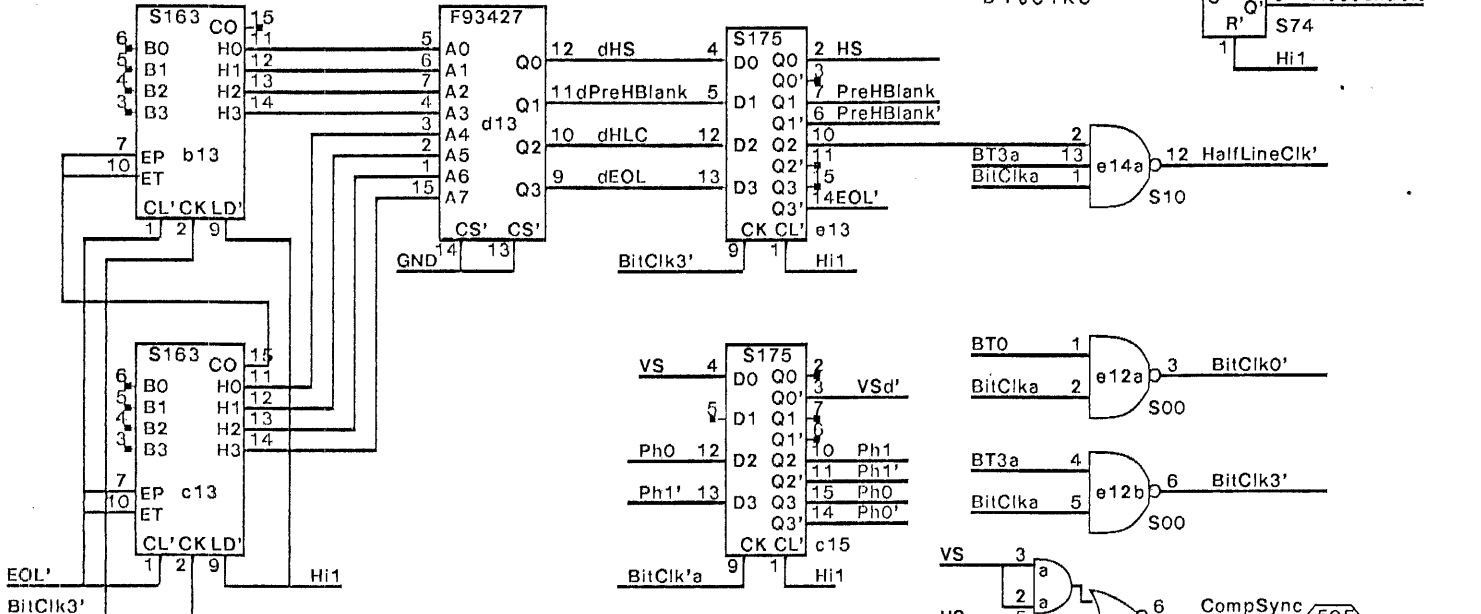 S163
CO 15
6 B0 H0 11
5 B1 H1 12
4 B2 H2 13
3 B3 H3 14
7 EP b13
10 ET
CL' CK LD'
1 2 9
F93427
5 A0 Q0 12 dHS
6 A1
7 A2 Q1 11 dPreHBlank
4 A3 d13
3 A4 Q2 10 dHLC
2 A5
1 A6 Q3 9 dEOL
15 A7
CS' CS'
14 13
GND
S175
4 D0 Q0 2 HS
Q0' 3
5 D1 Q1 7 PreHBlank
Q1' 6 PreHBlank'
12 D2 Q2 10
Q2' 11
13 D3 Q3 15
Q3' 14 EOL'
CK CL' e13
9 1
BitClk3' Hi1
R' S74
1 Hi1
2
BT3a 13 e14a 12 HalfLineClk'
BitClka 1
S10
S163
CO 15
6 B0 H0 11
5 B1 H1 12
4 B2 H2 13
3 B3 H3 14
7 EP c13
10 ET
CL' CK LD'
1 2 9
EOL' Hi1
BitClk3'
S175
VS 4 D0 Q0 2
Q0' 3 VSd'
5 D1 Q1 7
Q1' 6
Ph0 12 D2 Q2 10 Ph1
Q2' 11 Ph1'
Ph1' 13 D3 Q3 15 Ph0
Q3' 14 Ph0'
CK CL' c15
9 1
BitClk'a Hi1
BT0 1 e12a 3 BitClk0'
BitClka 2
S00
BT3a 4 e12b 6 BitClk3'
BitClka 5
S00
VS 3 a
2 a
6 CompSync